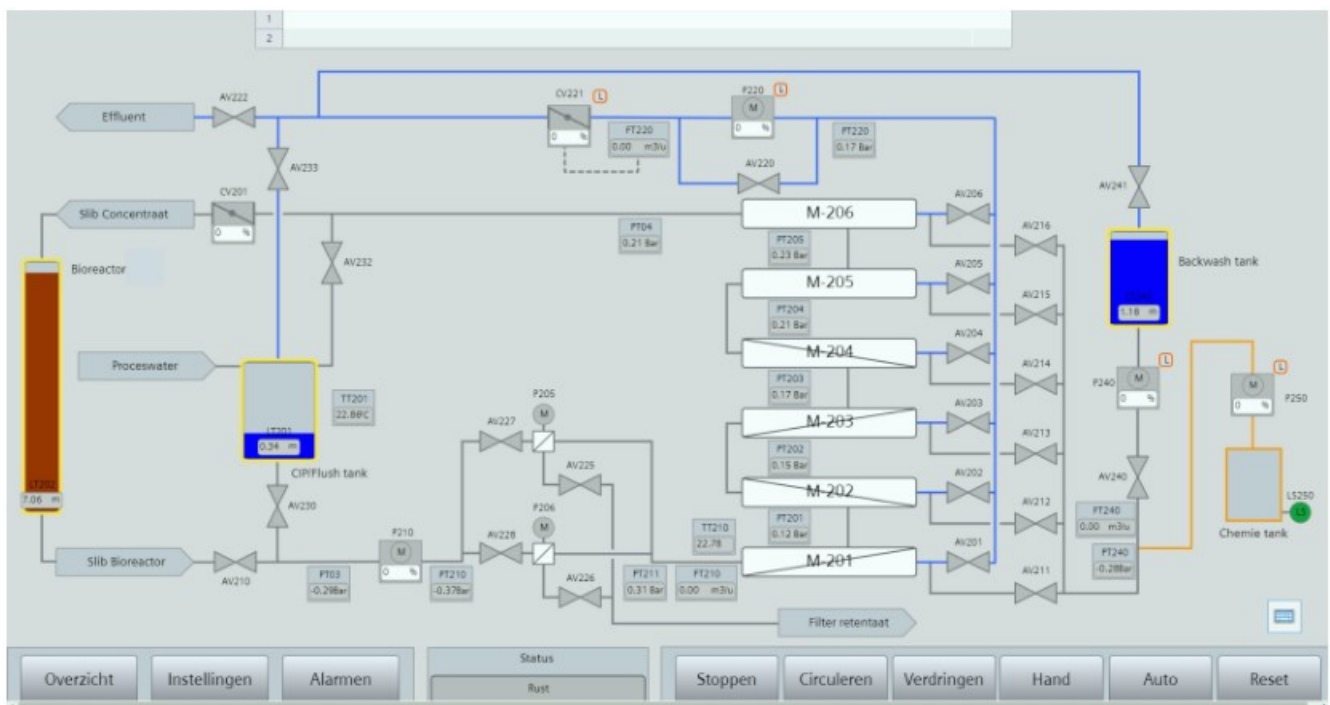 1
2
Effluent
AV222
CV221
L
0 %
FT220
0.00 m3/u
P220
L
M
0 %
PT220
0.17 Bar
AV220
AV233
AV241
CV201
Slib Concentraat
0 %
PT04
0.21 Bar
M-206
AV206
PT205
0.23 Bar
AV216
Bioreactor
AV232
M-205
AV205
AV215
Backwash tank
1.18 m
PT204
0.21 Bar
M-204
AV204
AV214
Proceswater
TT201
22.86°C
LT201
0.34 m
CIP/Flush tank
PT203
0.17 Bar
M-203
AV203
AV213
P240
M
L
0 %
M
L
P250
0 %
P205
M
AV227
AV225
PT202
0.15 Bar
M-202
AV202
AV212
AV240
LT202
7.06 m
AV230
P206
M
AV228
AV226
TT210
22.78
PT201
0.12 Bar
M-201
AV201
AV211
FT240
0.00 m3/u
PT240
-0.28Bar
LS250
LS
Chemie tank
Slib Bioreactor
AV210
PT03
-0.29Bar
P210
M
0 %
PT210
-0.37Bar
PT211
0.31 Bar
FT210
0.00 m3/u
Filter retentaat
Overzicht
Instellingen
Alarmen
Status
Rust
Stoppen
Circuleren
Verdringen
Hand
Auto
Reset